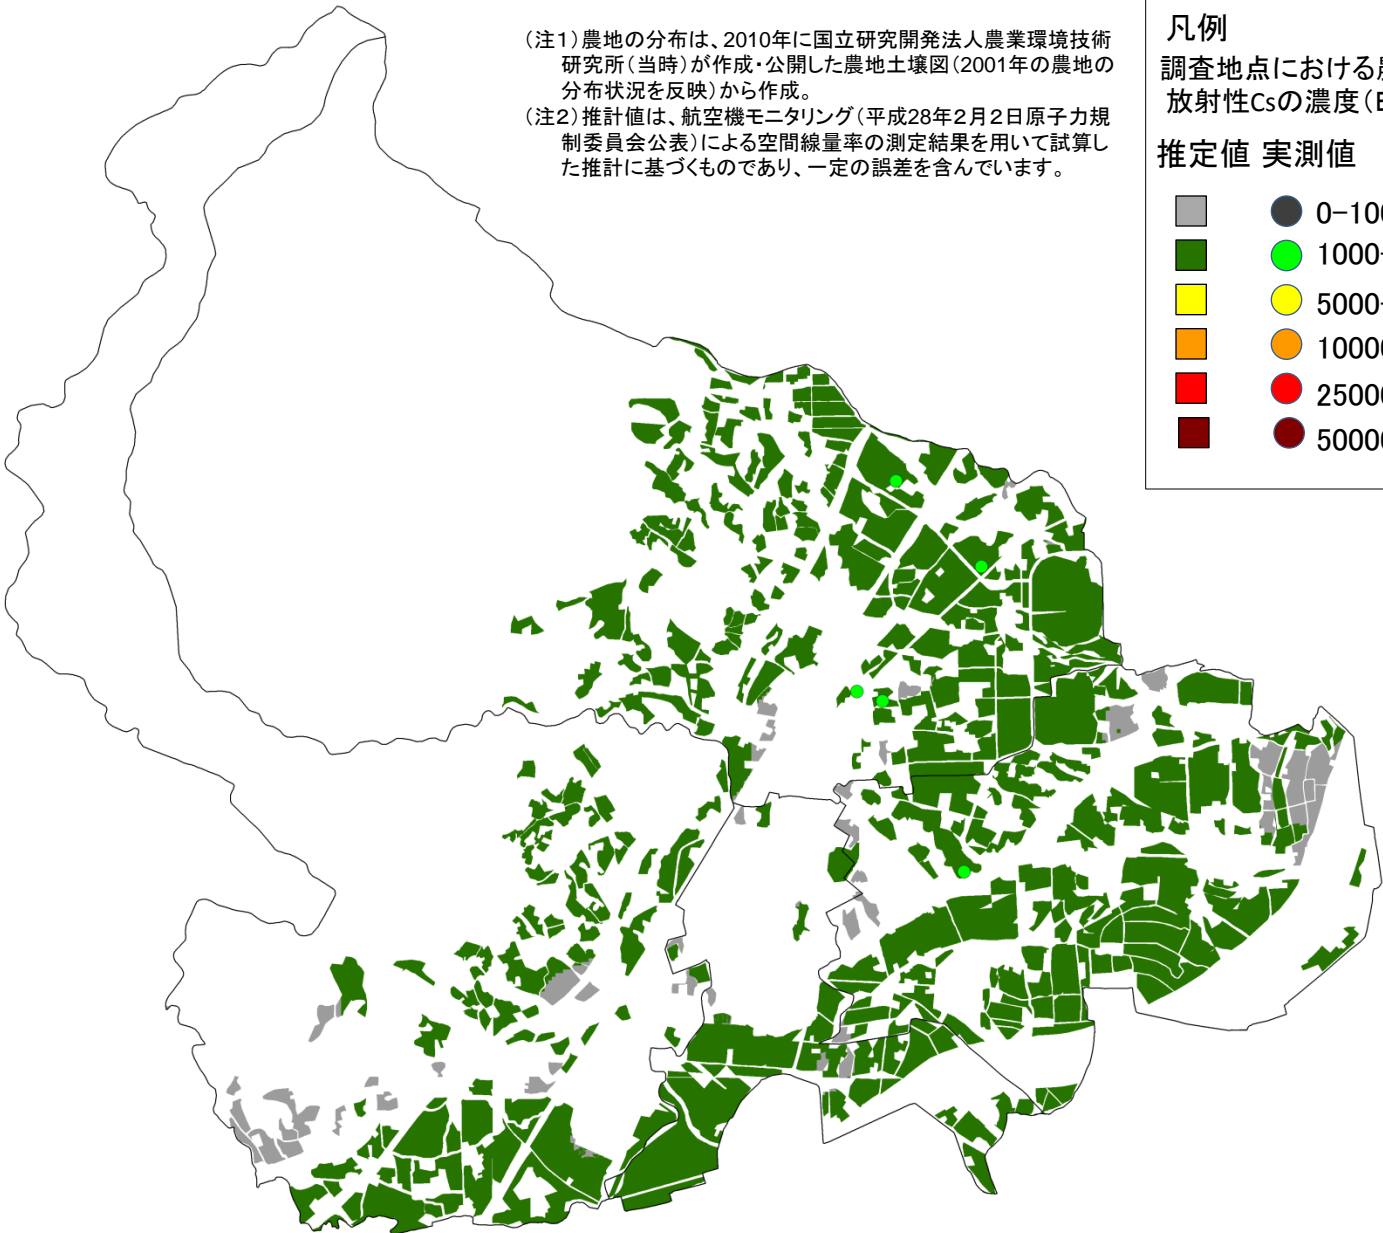 （注1）農地の分布は、2010年に国立研究開発法人農業環境技術
研究所（当時）が作成・公開した農地土壌図（2001年の農地の
分布状況を反映）から作成。
（注2）推計値は、航空機モニタリング（平成28年2月2日原子力規
制委員会公表）による空間線量率の測定結果を用いて試算し
た推計に基づくものであり、一定の誤差を含んでいます。
凡例
調査地点における
放射性Csの濃度（
推定値 実測値
0-100
1000-
5000-
10000
25000
50000